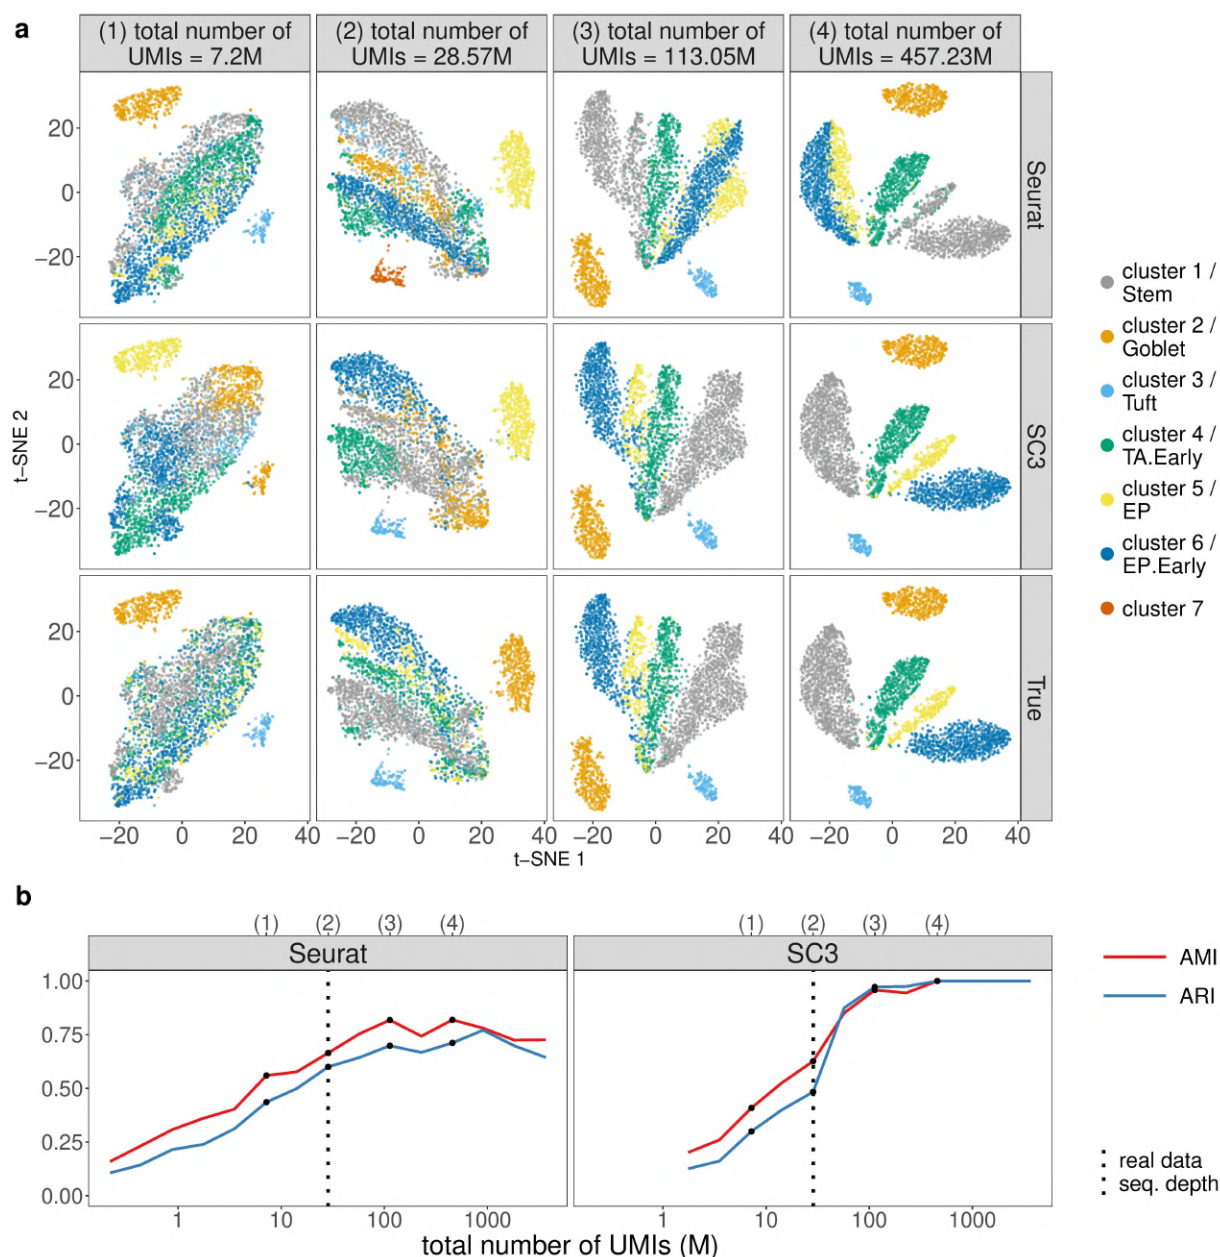 a
(1) total number of
UMIs = 7.2M
(2) total number of
UMIs = 28.57M
(3) total number of
UMIs = 113.05M
(4) total number of
UMIs = 457.23M
20
0
−20
Seurat
20
0
−20
SC3
20
0
−20
True
t−SNE 2
−20 0 20 40
−20 0 20 40
−20 0 20 40
−20 0 20 40
t−SNE 1
cluster 1 /
Stem
cluster 2 /
Goblet
cluster 3 /
Tuft
cluster 4 /
TA.Early
cluster 5 /
EP
cluster 6 /
EP.Early
cluster 7
b
(1) (2) (3) (4)
Seurat
(1) (2) (3) (4)
SC3
1.00
0.75
0.50
0.25
0.00
1 10 100 1000
1 10 100 1000
total number of UMIs (M)
AMI
ARI
real data
seq. depth